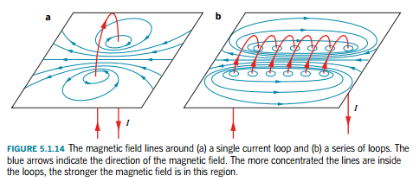 a
b
I
I
FIGURE 5.1.14 The magnetic field lines around (a) a single current loop and (b) a series of loops. The
blue arrows indicate the direction of the magnetic field. The more concentrated the lines are inside
the loops, the stronger the magnetic field is in this region.